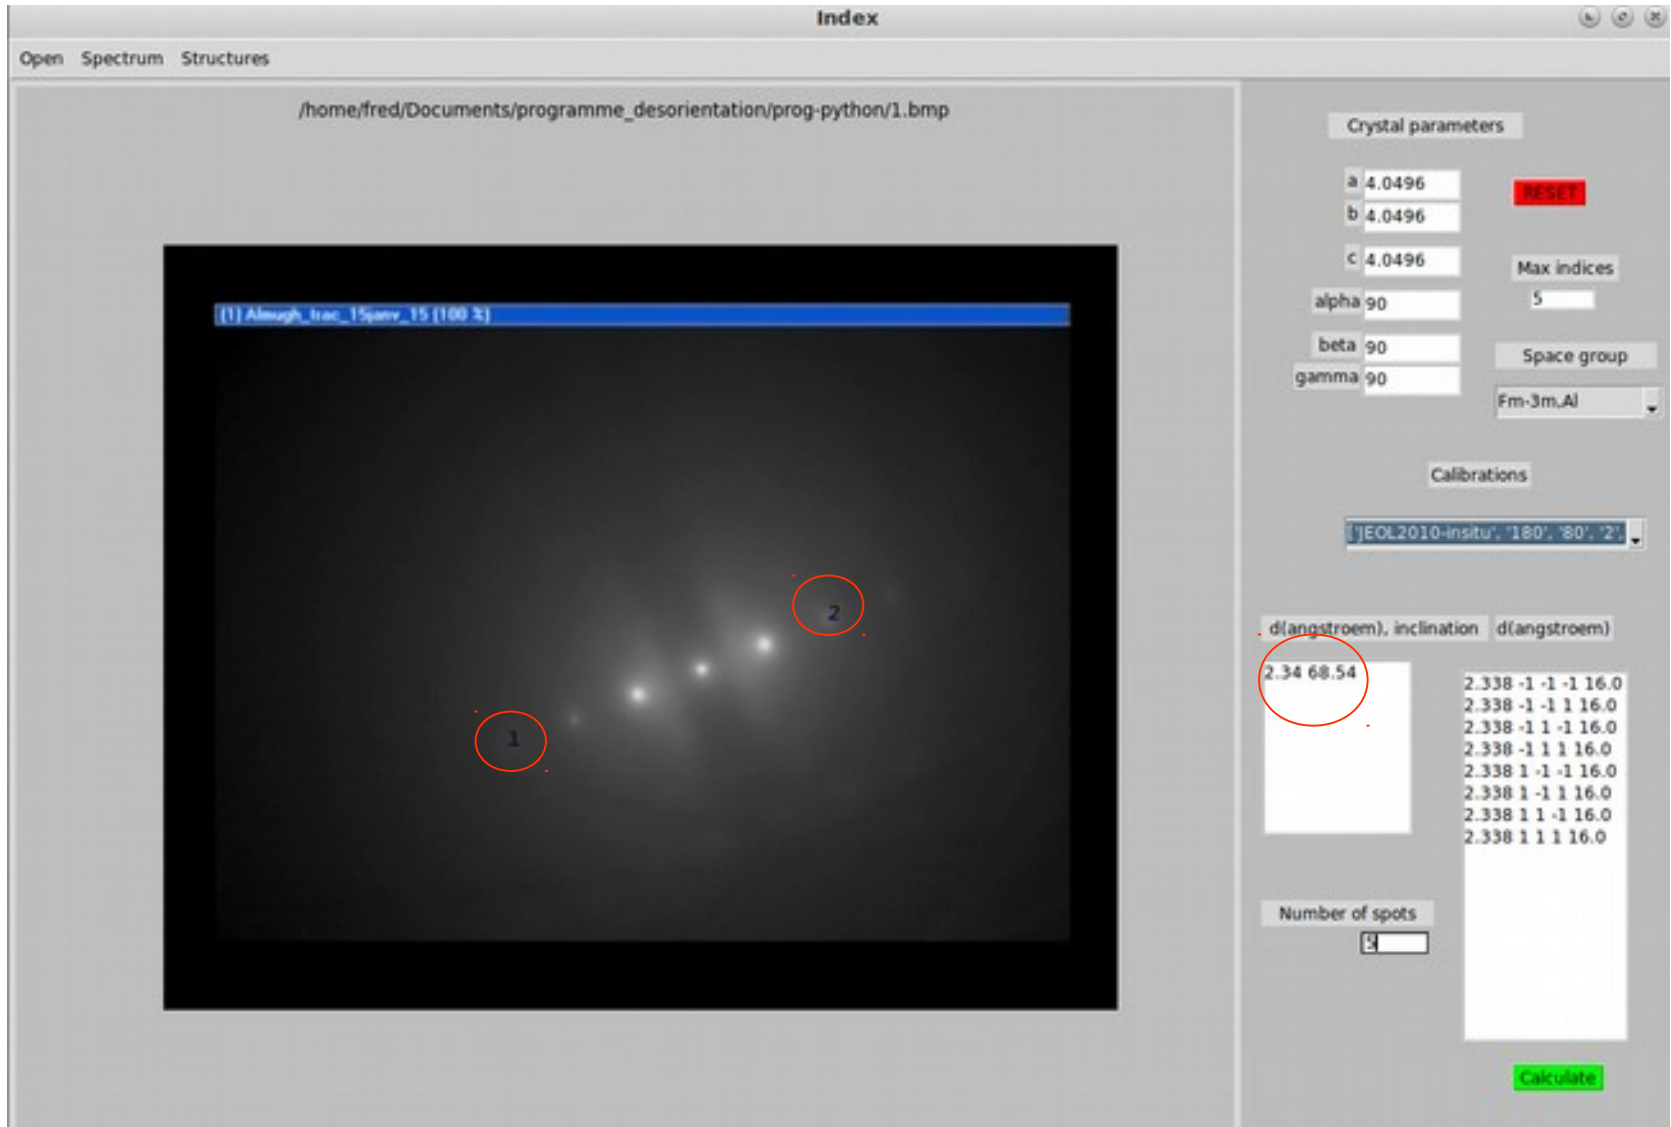 Index
Open Spectrum Structures
/home/fred/Documents/programme_desorientation/prog-python/1.bmp
(1) Almugh_trac_15janv_15 (100 %)
1
2
Crystal parameters
a 4.0496
b 4.0496
c 4.0496
alpha 90
beta 90
gamma 90
RESET
Max indices
5
Space group
Fm-3m,Al
Calibrations
['JEOL2010-insitu', '180', '80', '2',
d(angstroem), inclination d(angstroem)
2.34 68.54
2.338 -1 -1 -1 16.0
2.338 -1 -1 1 16.0
2.338 -1 1 -1 16.0
2.338 -1 1 1 16.0
2.338 1 -1 -1 16.0
2.338 1 -1 1 16.0
2.338 1 1 -1 16.0
2.338 1 1 1 16.0
Number of spots
5
Calculate